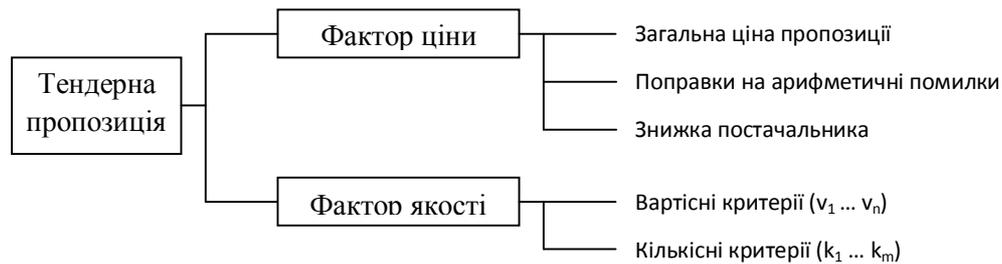 Фактор ціни
Загальна ціна пропозиції
Тендерна
пропозиція
Поправки на арифметичні помилки
Знижка постачальника
Фактор якості
Вартісні критерії (v₁ ... vₙ)
Кількісні критерії (k₁ ... kₘ)